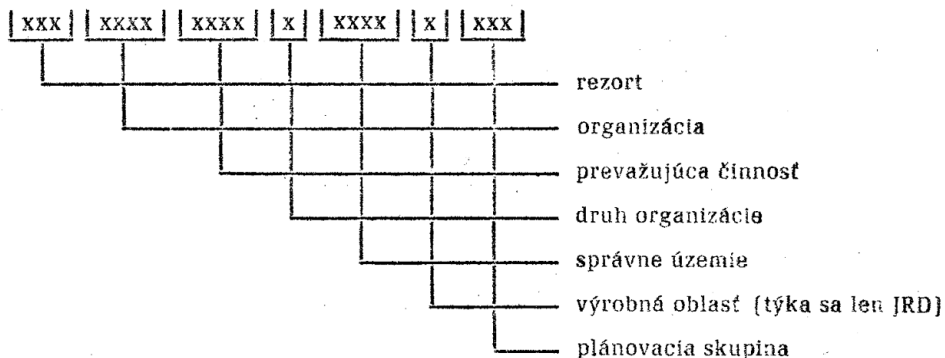 xxx xxxx xxxx x xxxx x xxx
rezort
organizácia
prevažujúca činnosť
druh organizácie
správne územie
výrobná oblasť (týka sa len JRD)
plánovacia skupina